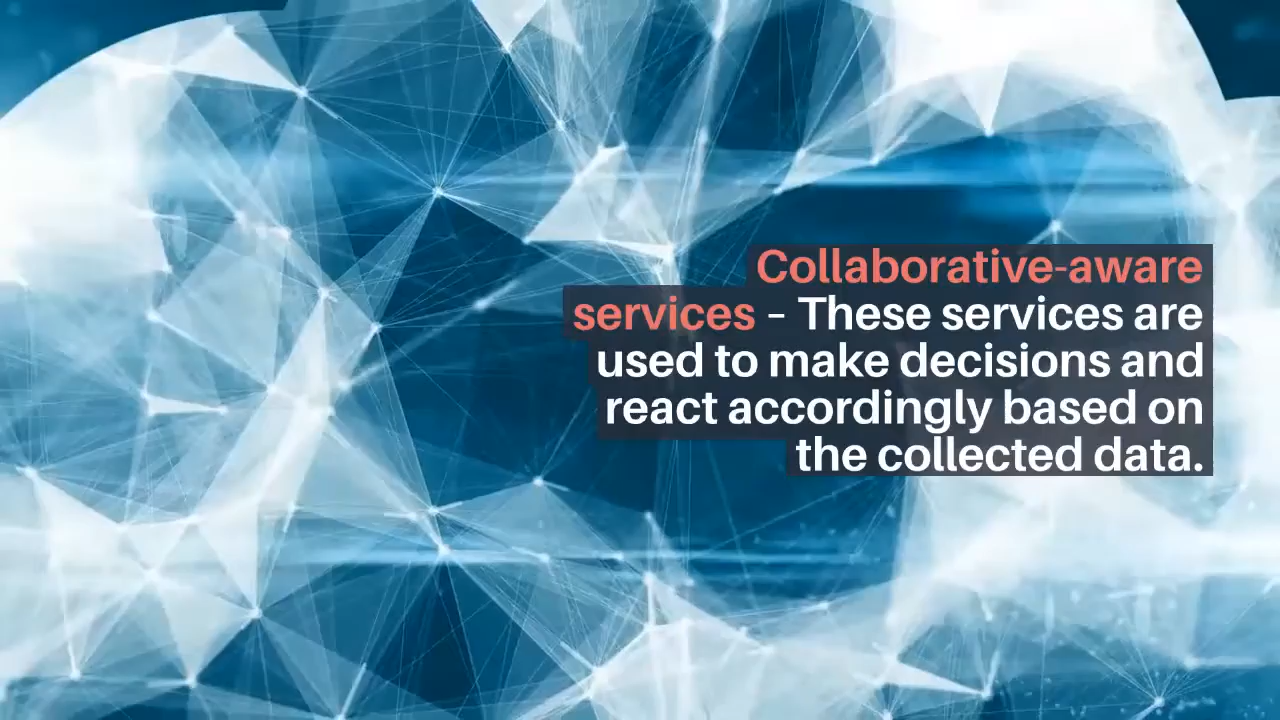 Collaborative-aware
services – These services are
used to make decisions and
react accordingly based on
the collected data.